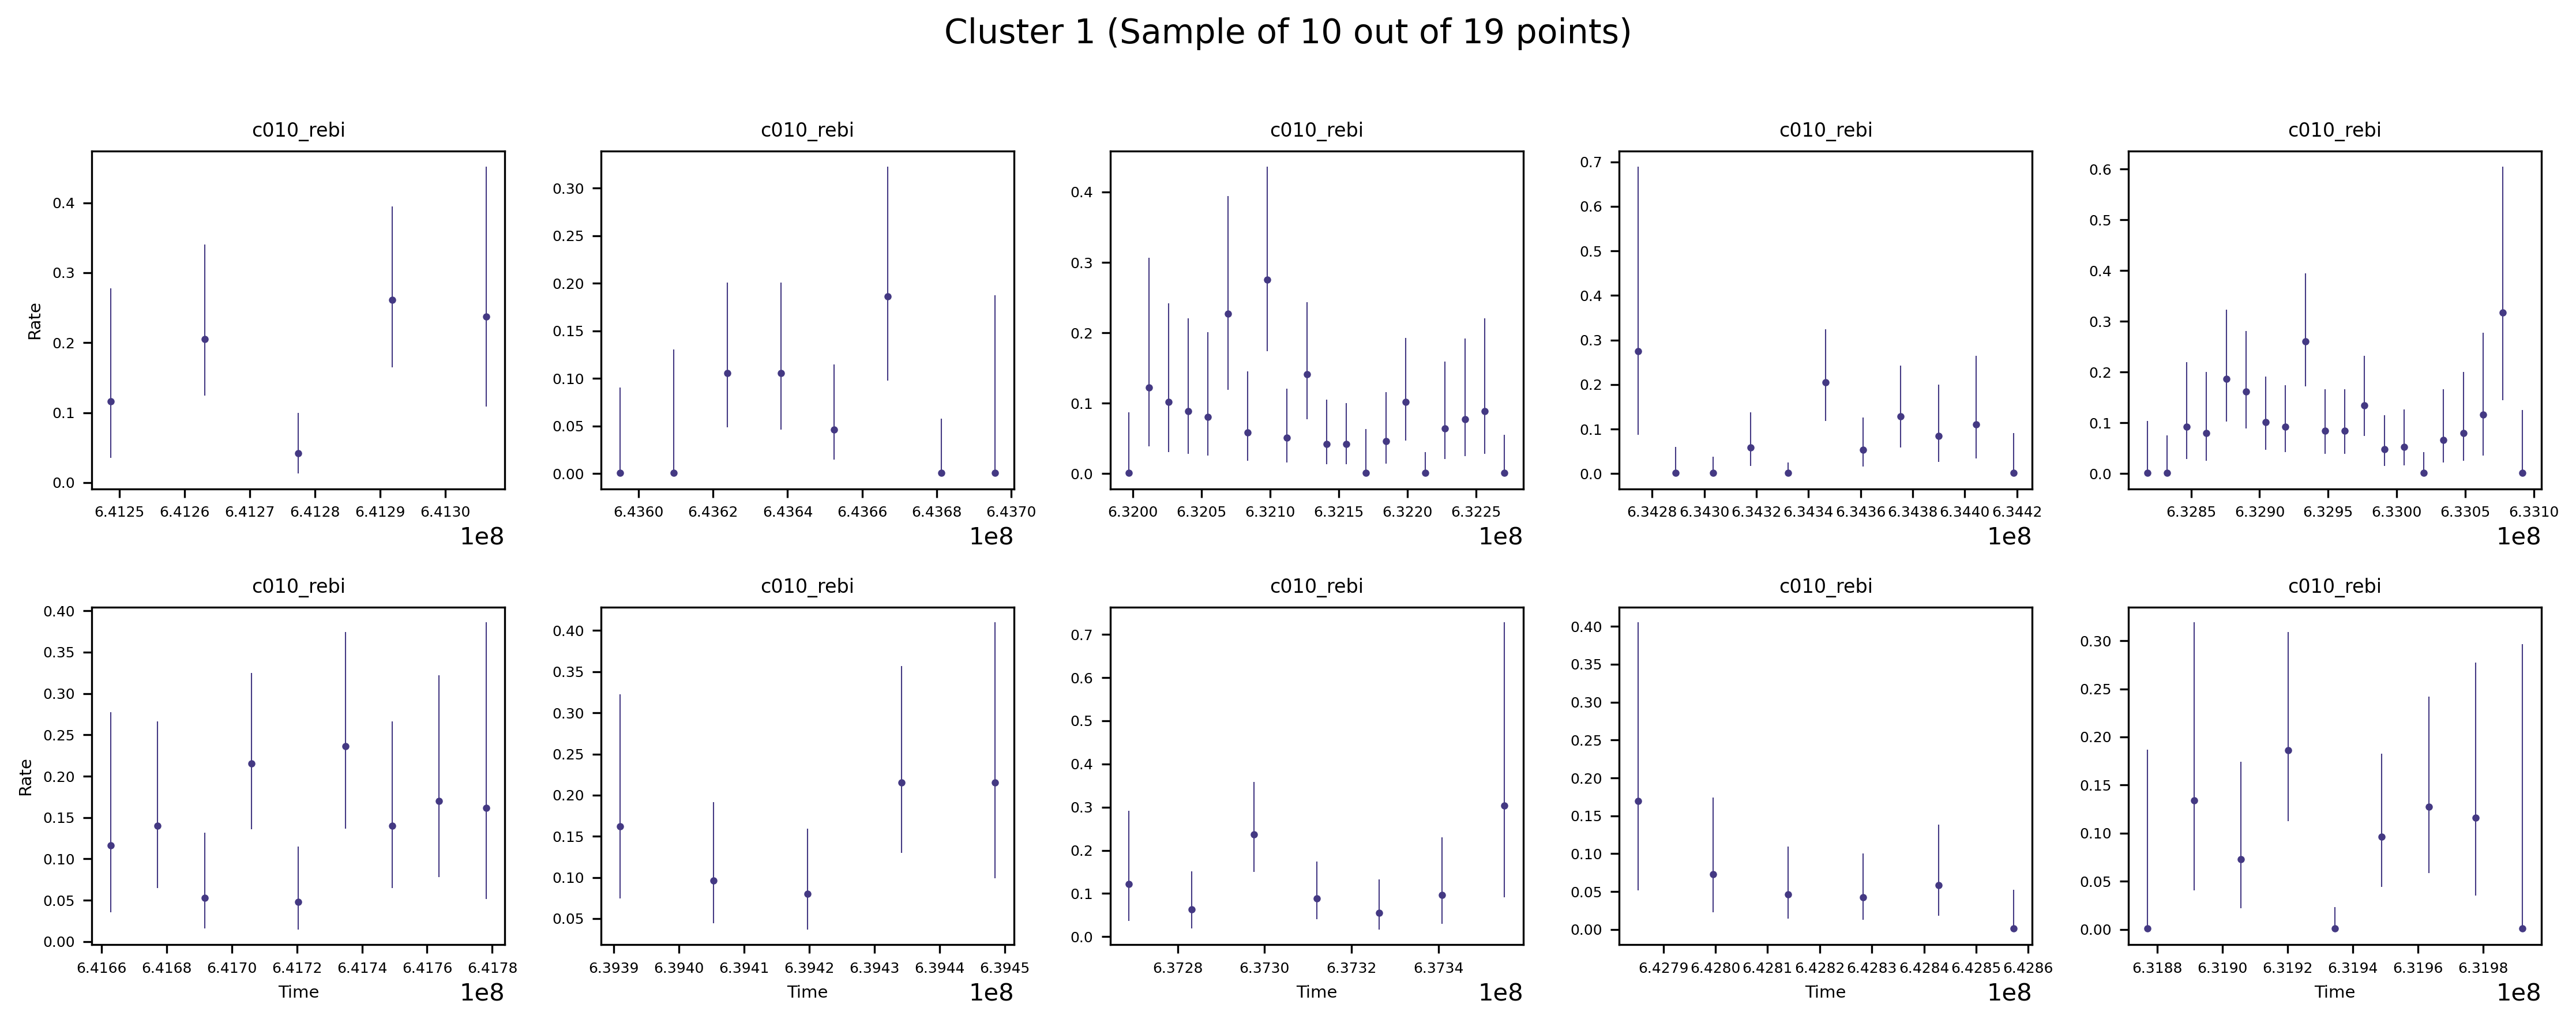 Cluster 1 (Sample of 10 out of 19 points)
c010_rebi c010_rebi c010_rebi c010_rebi c010_rebi
Rate
0.4
0.3
0.2
0.1
0.0
6.4125 6.4126 6.4127 6.4128 6.4129 6.4130
1e8
0.30
0.25
0.20
0.15
0.10
0.05
0.00
6.4360 6.4362 6.4364 6.4366 6.4368 6.4370
1e8
0.4
0.3
0.2
0.1
0.0
6.3200 6.3205 6.3210 6.3215 6.3220 6.3225
1e8
0.7
0.6
0.5
0.4
0.3
0.2
0.1
0.0
6.3428 6.3430 6.3432 6.3434 6.3436 6.3438 6.3440 6.3442
1e8
0.6
0.5
0.4
0.3
0.2
0.1
0.0
6.3285 6.3290 6.3295 6.3300 6.3305 6.3310
1e8
c010_rebi c010_rebi c010_rebi c010_rebi c010_rebi
Rate
0.40
0.35
0.30
0.25
0.20
0.15
0.10
0.05
0.00
6.4166 6.4168 6.4170 6.4172 6.4174 6.4176 6.4178
Time 1e8
0.40
0.35
0.30
0.25
0.20
0.15
0.10
0.05
6.3939 6.3940 6.3941 6.3942 6.3943 6.3944 6.3945
Time 1e8
0.7
0.6
0.5
0.4
0.3
0.2
0.1
0.0
6.3728 6.3730 6.3732 6.3734
Time 1e8
0.40
0.35
0.30
0.25
0.20
0.15
0.10
0.05
0.00
6.4279 6.4280 6.4281 6.4282 6.4283 6.4284 6.4285 6.4286
Time 1e8
0.30
0.25
0.20
0.15
0.10
0.05
0.00
6.3188 6.3190 6.3192 6.3194 6.3196 6.3198
Time 1e8